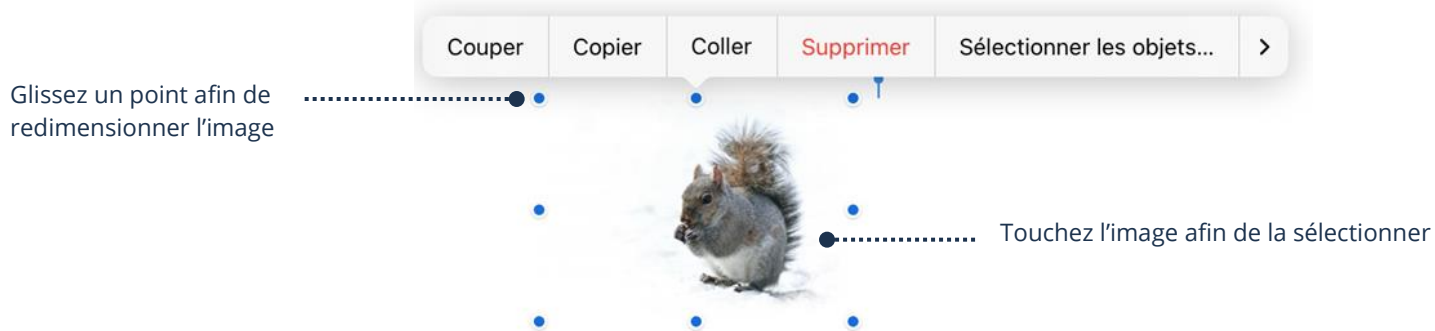 Couper Copier Coller Supprimer Sélectionner les objets... >
Glissez un point afin de
redimensionner l’image
Touchez l’image afin de la sélectionner